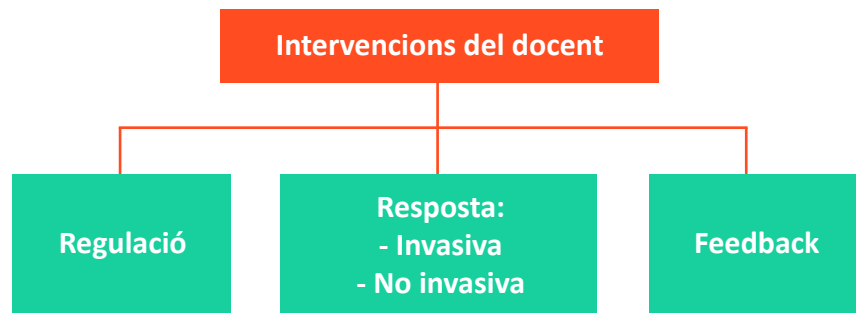 Intervencions del docent
Regulació
Resposta:
- Invasiva
- No invasiva
Feedback